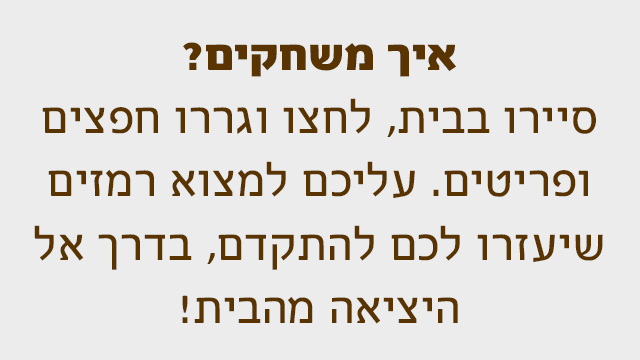 איך משחקים?
סיירו בבית, לחצו וגררו חפצים
ופריטים. עליכם למצוא רמזים
שיעזרו לכם להתקדם, בדרך אל
היציאה מהבית!